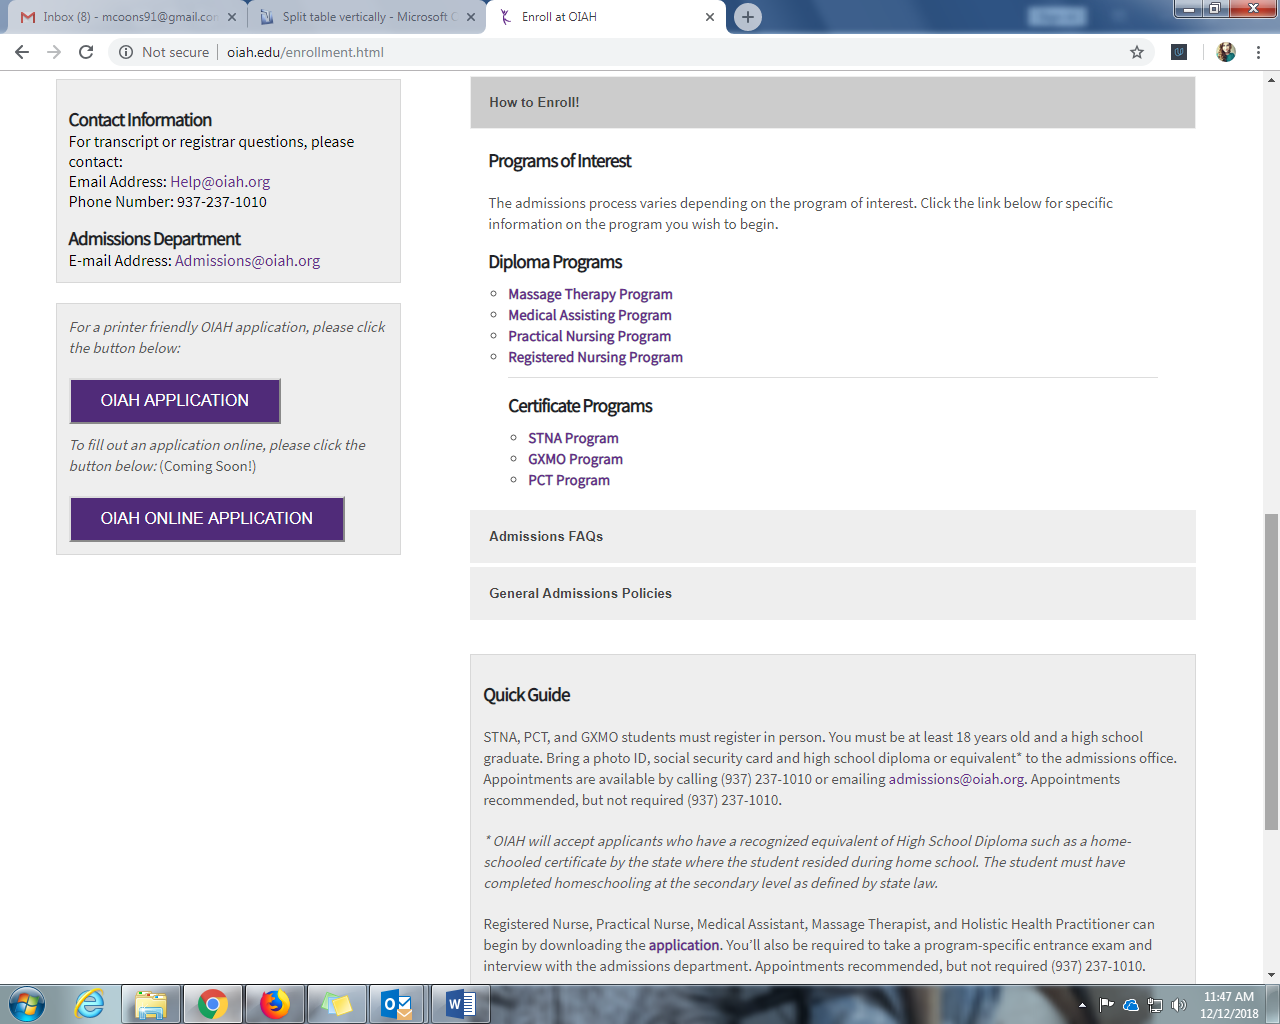 Inbox (8) - mcoons91@gmail.con
Split table vertically - Microsoft C
Enroll at OIAH
Not secure
oiah.edu/enrollment.html
Contact Information
For transcript or registrar questions, please
contact:
Email Address: Help@oiah.org
Phone Number: 937-237-1010
Admissions Department
E-mail Address: Admissions@oiah.org
For a printer friendly OIAH application, please click
the button below:
OIAH APPLICATION
To fill out an application online, please click the
button below: (Coming Soon!)
OIAH ONLINE APPLICATION
How to Enroll!
Programs of Interest
The admissions process varies depending on the program of interest. Click the link below for specific
information on the program you wish to begin.
Diploma Programs
Massage Therapy Program
Medical Assisting Program
Practical Nursing Program
Registered Nursing Program
Certificate Programs
STNA Program
GXMO Program
PCT Program
Admissions FAQs
General Admissions Policies
Quick Guide
STNA, PCT, and GXMO students must register in person. You must be at least 18 years old and a high school
graduate. Bring a photo ID, social security card and high school diploma or equivalent* to the admissions office.
Appointments are available by calling (937) 237-1010 or emailing admissions@oiah.org. Appointments
recommended, but not required (937) 237-1010.
* OIAH will accept applicants who have a recognized equivalent of High School Diploma such as a home-
schooled certificate by the state where the student resided during home school. The student must have
completed homeschooling at the secondary level as defined by state law.
Registered Nurse, Practical Nurse, Medical Assistant, Massage Therapist, and Holistic Health Practitioner can
begin by downloading the application. You'll also be required to take a program-specific entrance exam and
interview with the admissions department. Appointments recommended, but not required (937) 237-1010.
11:47 AM
12/12/2018